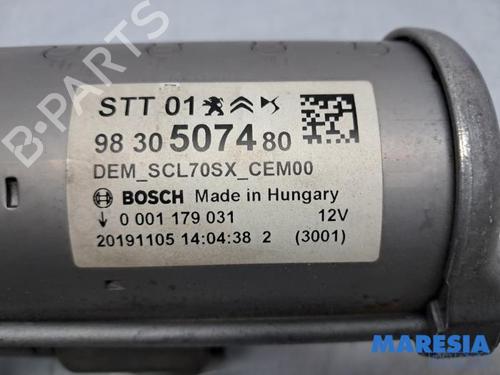 B-PARTS
STT 01
98 30 5074 80
DEM_SCL70SX_CEM00
BOSCH Made in Hungary
0 001 179 031 12V
20191105 14:04:38 2 (3001)
MARESIA